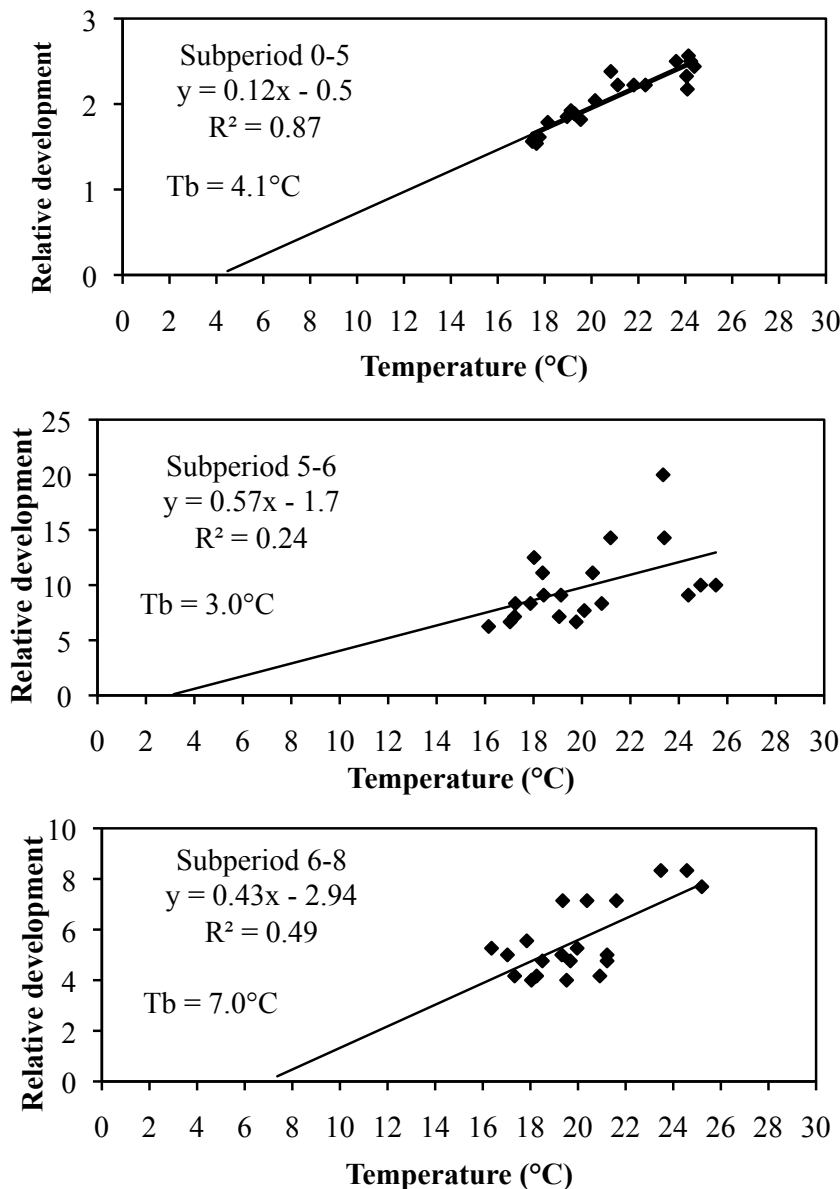 3
2
1
0
Relative development
Subperiod 0-5
y = 0.12x - 0.5
R² = 0.87
Tb = 4.1°C
0 2 4 6 8 10 12 14 16 18 20 22 24 26 28 30
Temperature (°C)
25
20
15
10
5
0
Relative development
Subperiod 5-6
y = 0.57x - 1.7
R² = 0.24
Tb = 3.0°C
0 2 4 6 8 10 12 14 16 18 20 22 24 26 28 30
Temperature (°C)
10
8
6
4
2
0
Relative development
Subperiod 6-8
y = 0.43x - 2.94
R² = 0.49
Tb = 7.0°C
0 2 4 6 8 10 12 14 16 18 20 22 24 26 28 30
Temperature (°C)